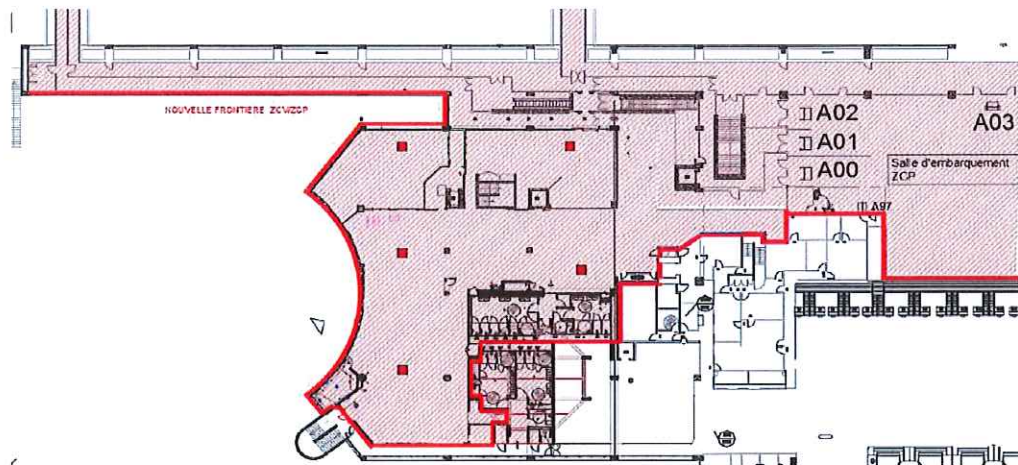 NOUVELLE FRONTIERE ZCV/ZCP
A02
A03
A01
A00
Salle d'embarquement
ZCP
A97